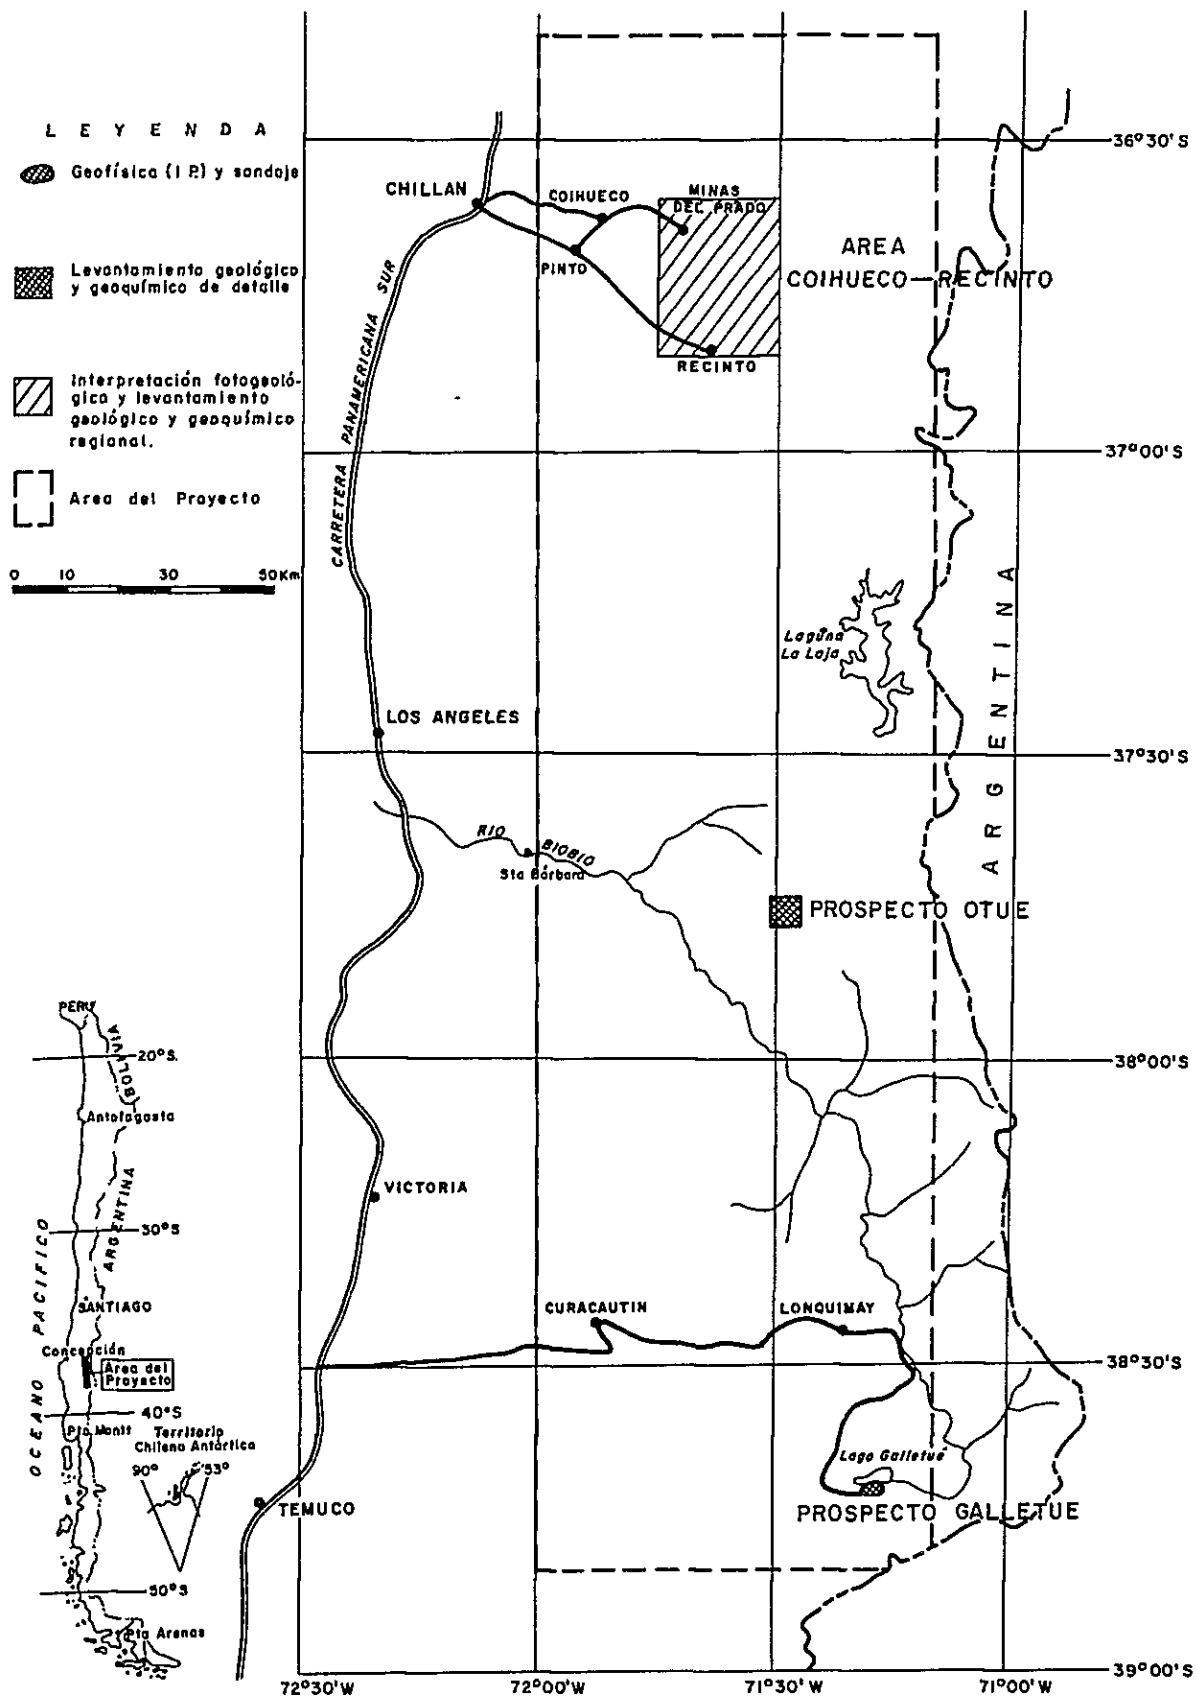 L E Y E N D A
Geofísica (I P.) y sondaje
Levantamiento geológico
y geoquímico de detalle
Interpretación fotogeoló-
gica y levantamiento
geológico y geoquímico
regional.
Area del Proyecto
0 10 30 50 Km
36°30'S
37°00'S
37°30'S
38°00'S
38°30'S
39°00'S
72°30'W
72°00'W
71°30'W
71°00'W
CHILLAN
COIHUECO
MINAS
DEL PRADO
PINTO
RECINTO
AREA
COIHUECO—RECINTO
CARRETERA PANAMERICANA SUR
Laguna
La Laja
ARGENTINA
LOS ANGELES
RIO BIOBIO
Sta Bárbara
PROSPECTO OTUE
VICTORIA
CURACAUTIN
LONQUIMAY
Lago Galletué
PROSPECTO GALLETUE
TEMUCO
PERU
BOLIVIA
20°S.
Antofagasta
ARGENTINA
30°S
OCEANO PACIFICO
SANTIAGO
Concepción
Area del
Proyecto
40°S
Pto Montt
Territorio
Chileno Antártica
90° 53°
50°S
Pta Arenas